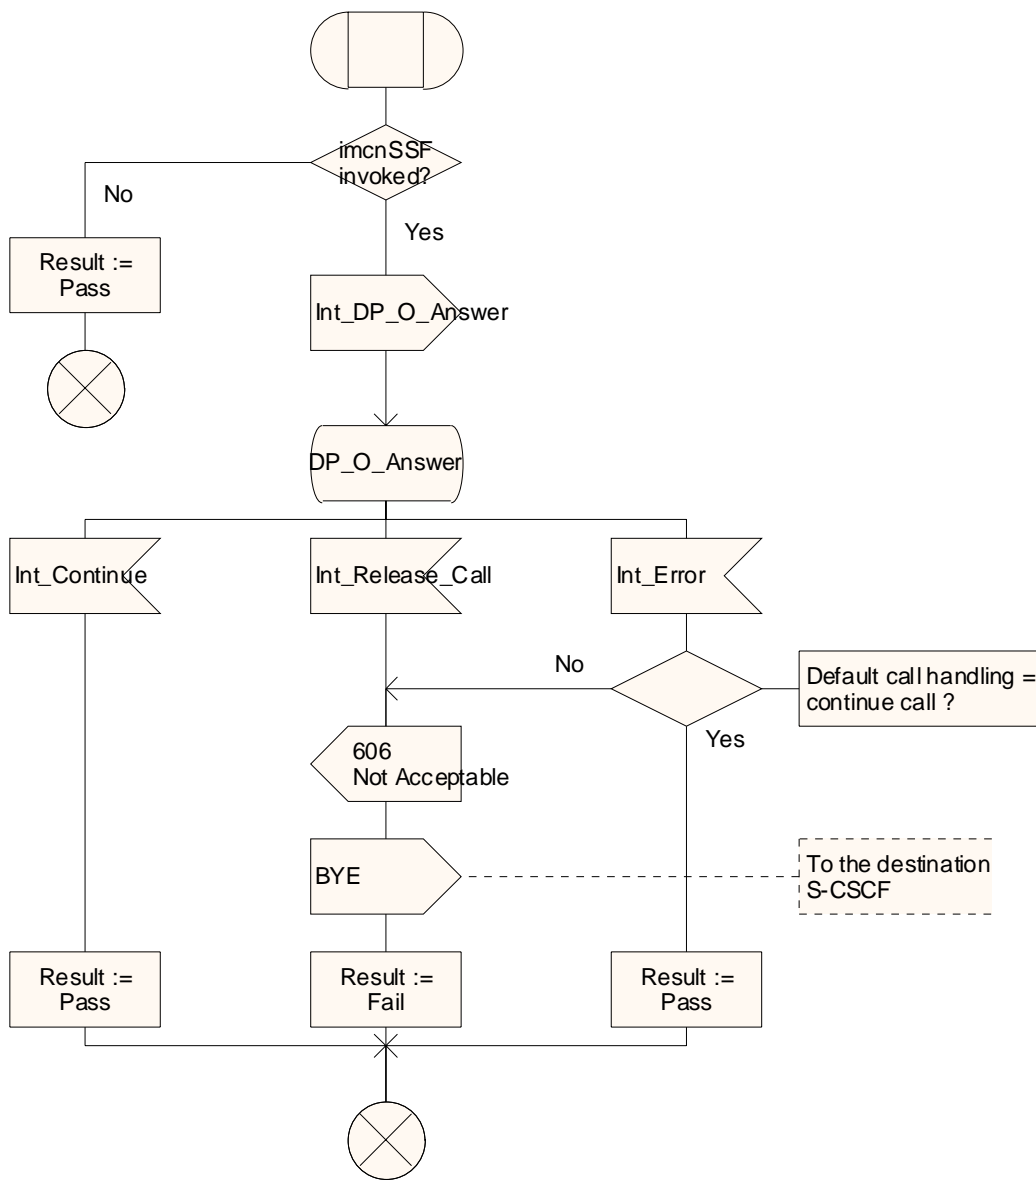 imcnSSF
invoked?
No
Yes
Result :=
Pass
Int_DP_O_Answer
DP_O_Answer
Int_Continue
Int_Release_Call
Int_Error
No
Default call handling =
continue call ?
Yes
606
Not Acceptable
BYE
To the destination
S-CSCF
Result :=
Pass
Result :=
Fail
Result :=
Pass